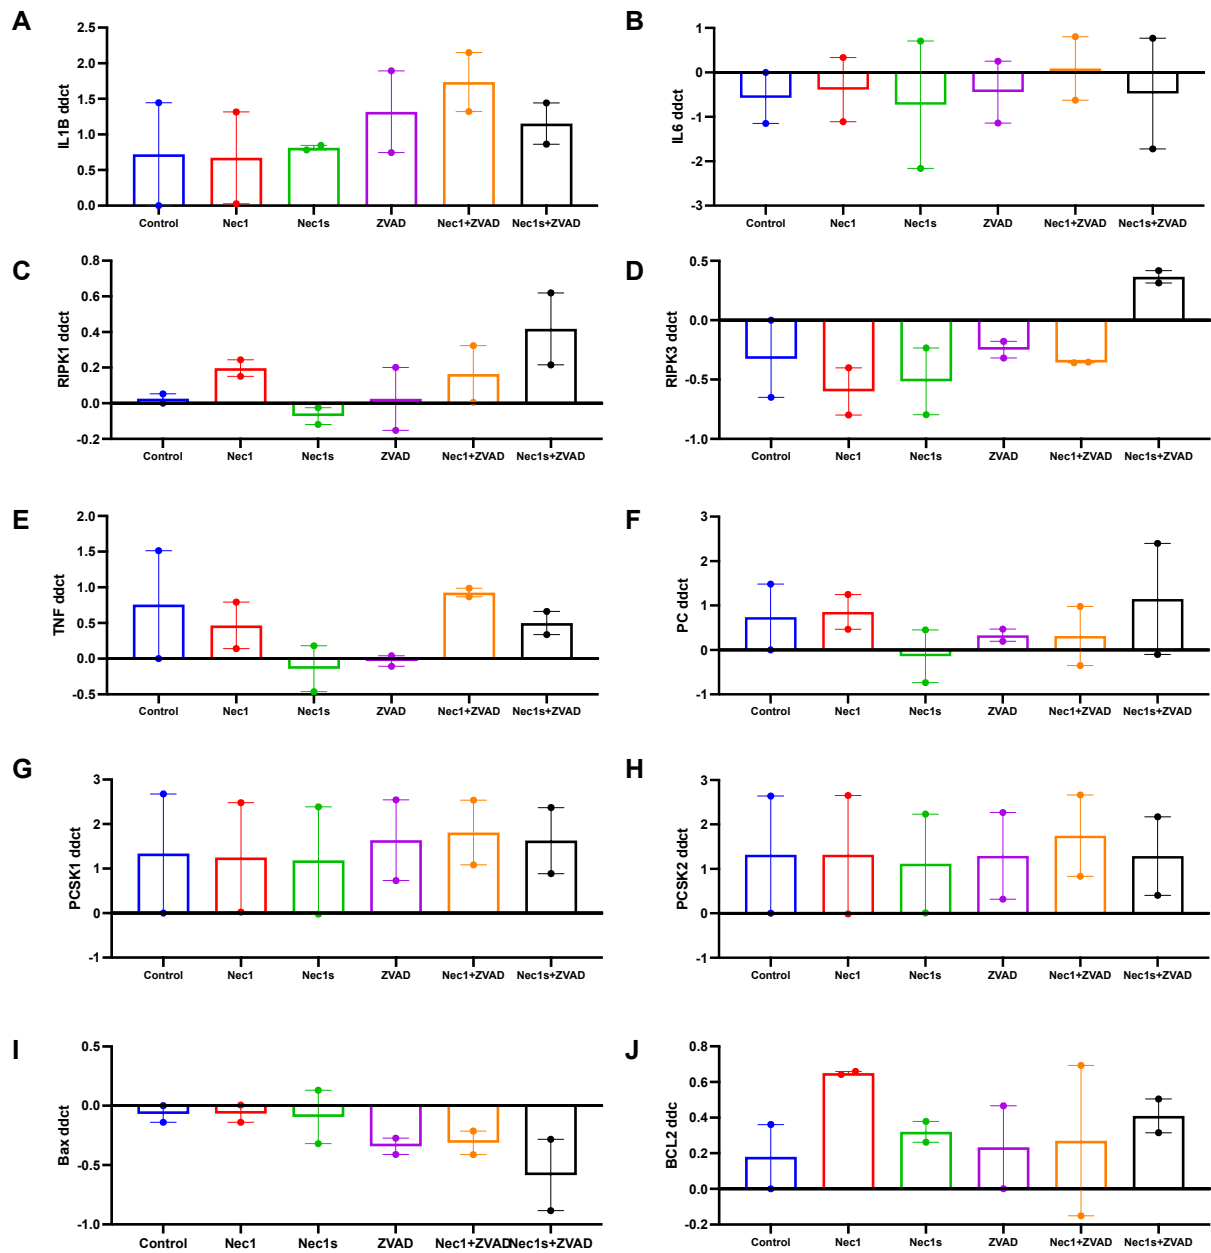 A
IL1B ddct
2.5
2.0
1.5
1.0
0.5
0.0
Control Nec1 Nec1s ZVAD Nec1+ZVAD Nec1s+ZVAD
B
IL6 ddct
1
0
-1
-2
-3
Control Nec1 Nec1s ZVAD Nec1+ZVAD Nec1s+ZVAD
C
RIPK1 ddct
0.8
0.6
0.4
0.2
0.0
-0.2
Control Nec1 Nec1s ZVAD Nec1+ZVAD Nec1s+ZVAD
D
RIPK3 ddct
0.5
0.0
-0.5
-1.0
Control Nec1 Nec1s ZVAD Nec1+ZVAD Nec1s+ZVAD
E
TNF ddct
2.0
1.5
1.0
0.5
0.0
-0.5
Control Nec1 Nec1s ZVAD Nec1+ZVAD Nec1s+ZVAD
F
PC ddct
3
2
1
0
-1
Control Nec1 Nec1s ZVAD Nec1+ZVAD Nec1s+ZVAD
G
PCSK1 ddct
3
2
1
0
-1
Control Nec1 Nec1s ZVAD Nec1+ZVAD Nec1s+ZVAD
H
PCSK2 ddct
3
2
1
0
-1
Control Nec1 Nec1s ZVAD Nec1+ZVAD Nec1s+ZVAD
I
Bax ddct
0.5
0.0
-0.5
-1.0
Control Nec1 Nec1s ZVAD Nec1+ZVAD Nec1s+ZVAD
J
BCL2 ddc
0.8
0.6
0.4
0.2
0.0
-0.2
Control Nec1 Nec1s ZVAD Nec1+ZVAD Nec1s+ZVAD